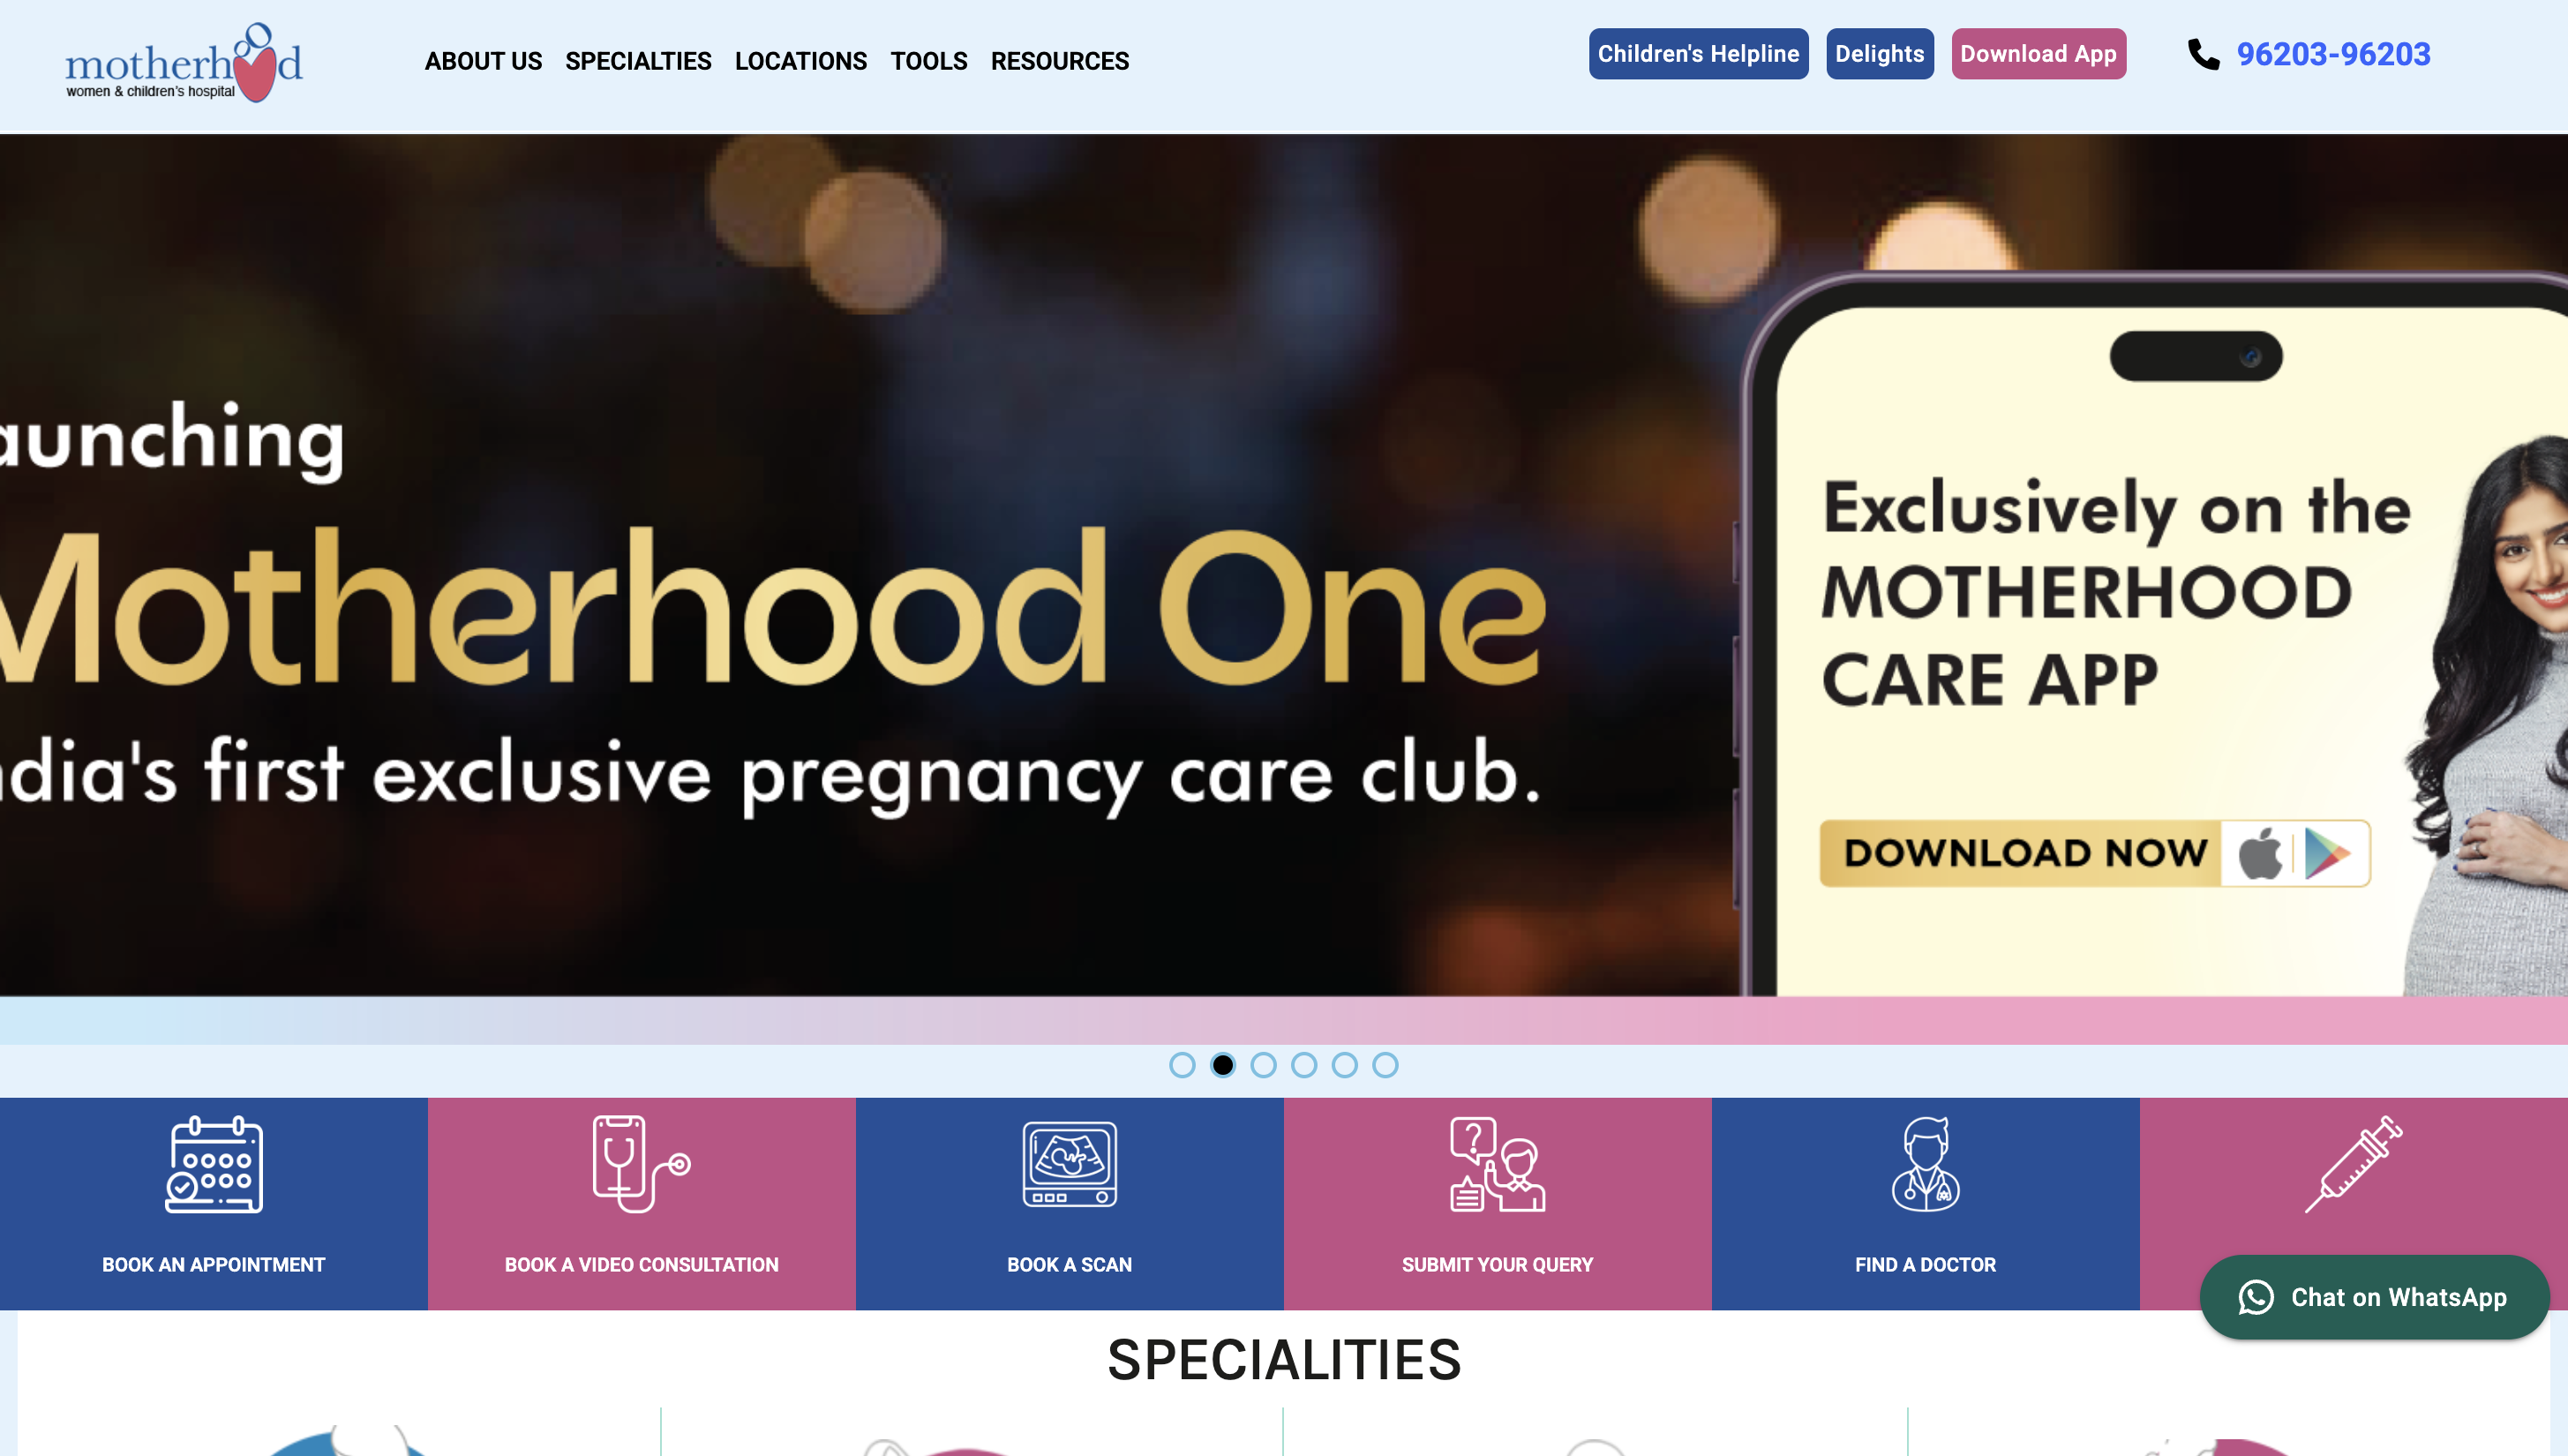 motherhood
women & children's hospital
ABOUT US SPECIALTIES LOCATIONS TOOLS RESOURCES
Children's Helpline Delights Download App 96203-96203
aunching
Motherhood One
ndia's first exclusive pregnancy care club.
Exclusively on the
MOTHERHOOD
CARE APP
DOWNLOAD NOW
BOOK AN APPOINTMENT
BOOK A VIDEO CONSULTATION
BOOK A SCAN
SUBMIT YOUR QUERY
FIND A DOCTOR
Chat on WhatsApp
SPECIALITIES